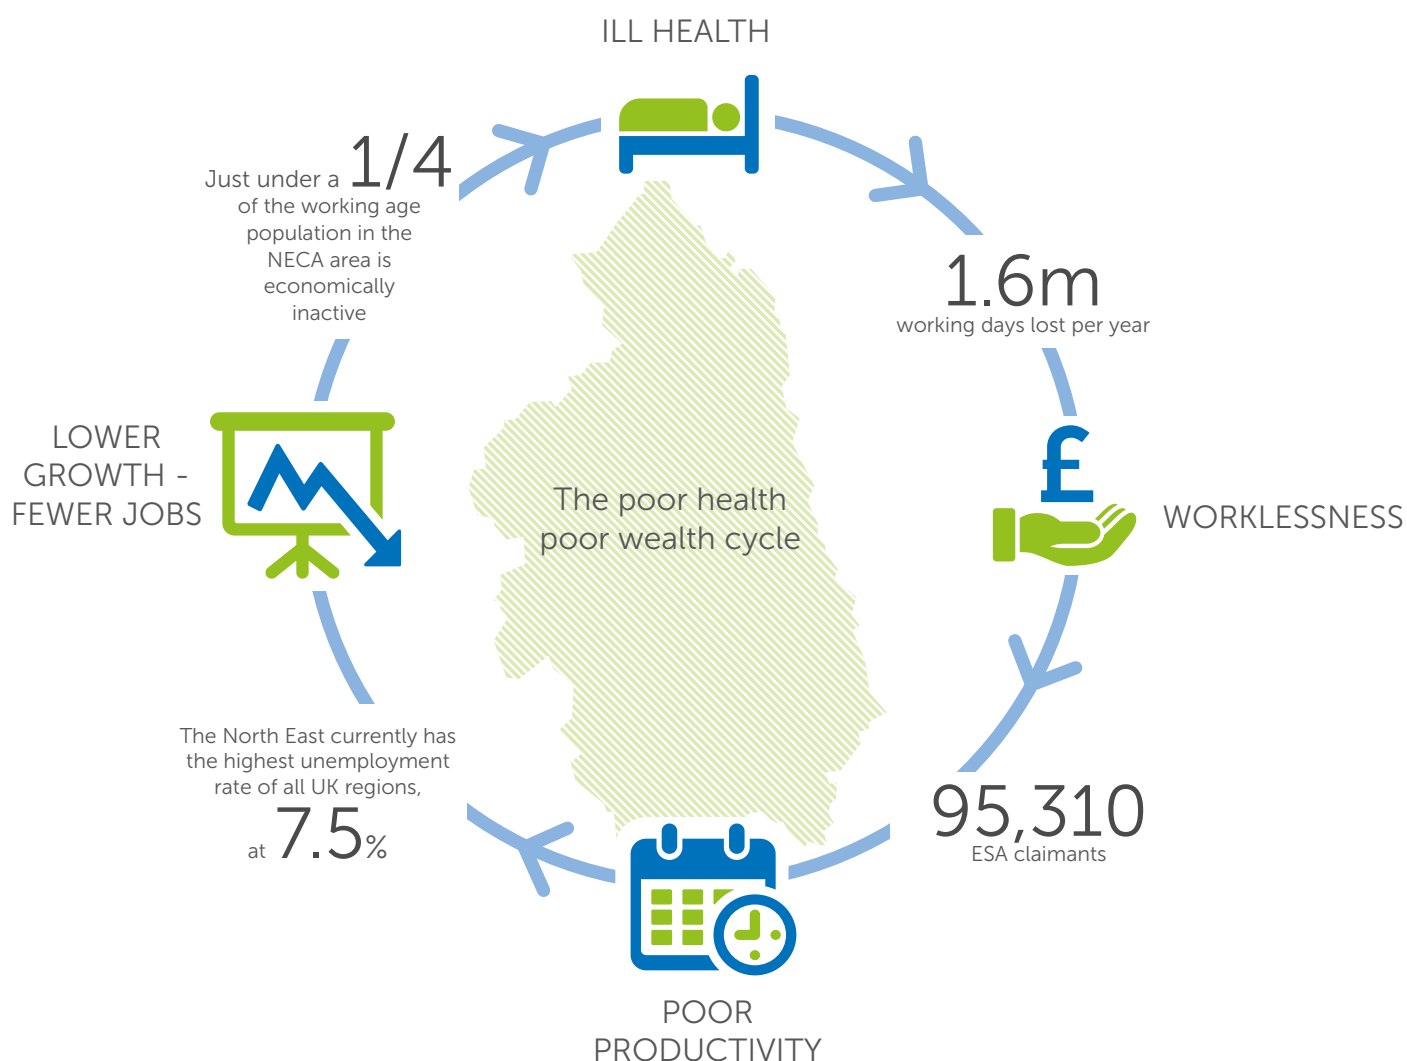 ILL HEALTH
Just under a 1/4
of the working age
population in the
NECA area is
economically
inactive
1.6m
working days lost per year
LOWER
GROWTH -
FEWER JOBS
£
WORKLESSNESS
The poor health
poor wealth cycle
The North East currently has
the highest unemployment
rate of all UK regions,
at 7.5%
95,310
ESA claimants
POOR
PRODUCTIVITY